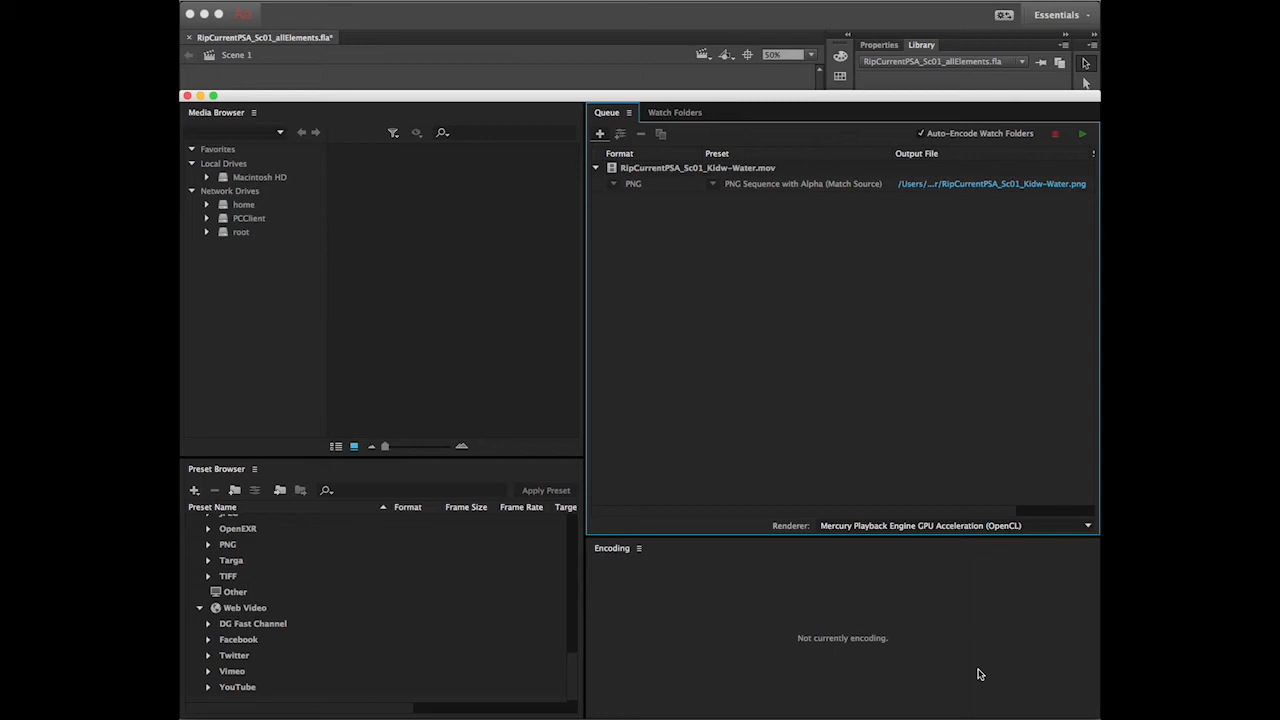 An
Essentials
RipCurrentPSA_Sc01_allElements.fla*
Scene 1
50%
Properties
Library
RipCurrentPSA_Sc01_allElements.fla
Media Browser
Favorites
Local Drives
Macintosh HD
Network Drives
home
PCClient
root
Queue
Watch Folders
Auto-Encode Watch Folders
Format
Preset
Output File
S
RipCurrentPSA_Sc01_Kidw-Water.mov
PNG
PNG Sequence with Alpha (Match Source)
/Users/...r/RipCurrentPSA_Sc01_Kidw-Water.png
Renderer:
Mercury Playback Engine GPU Acceleration (OpenCL)
Preset Browser
Apply Preset
Preset Name
Format
Frame Size
Frame Rate
Targe
JPEG
OpenEXR
PNG
Targa
TIFF
Other
Web Video
DG Fast Channel
Facebook
Twitter
Vimeo
YouTube
Encoding
Not currently encoding.